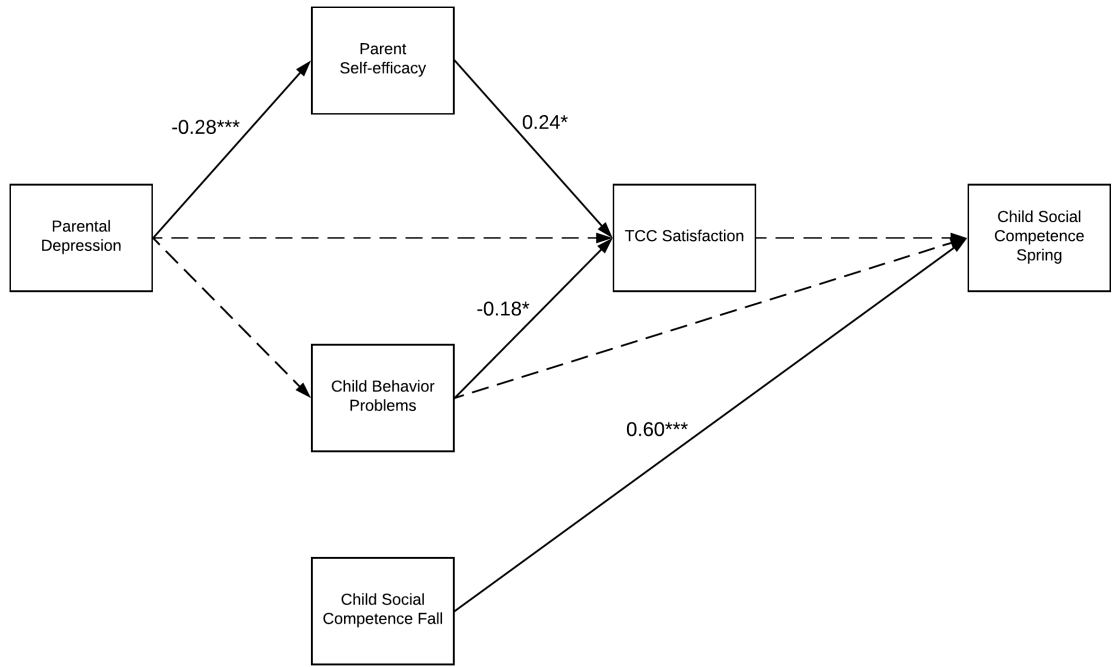 Parent
Self-efficacy
-0.28***
0.24*
Parental
Depression
TCC Satisfaction
Child Social
Competence
Spring
-0.18*
Child Behavior
Problems
0.60***
Child Social
Competence Fall